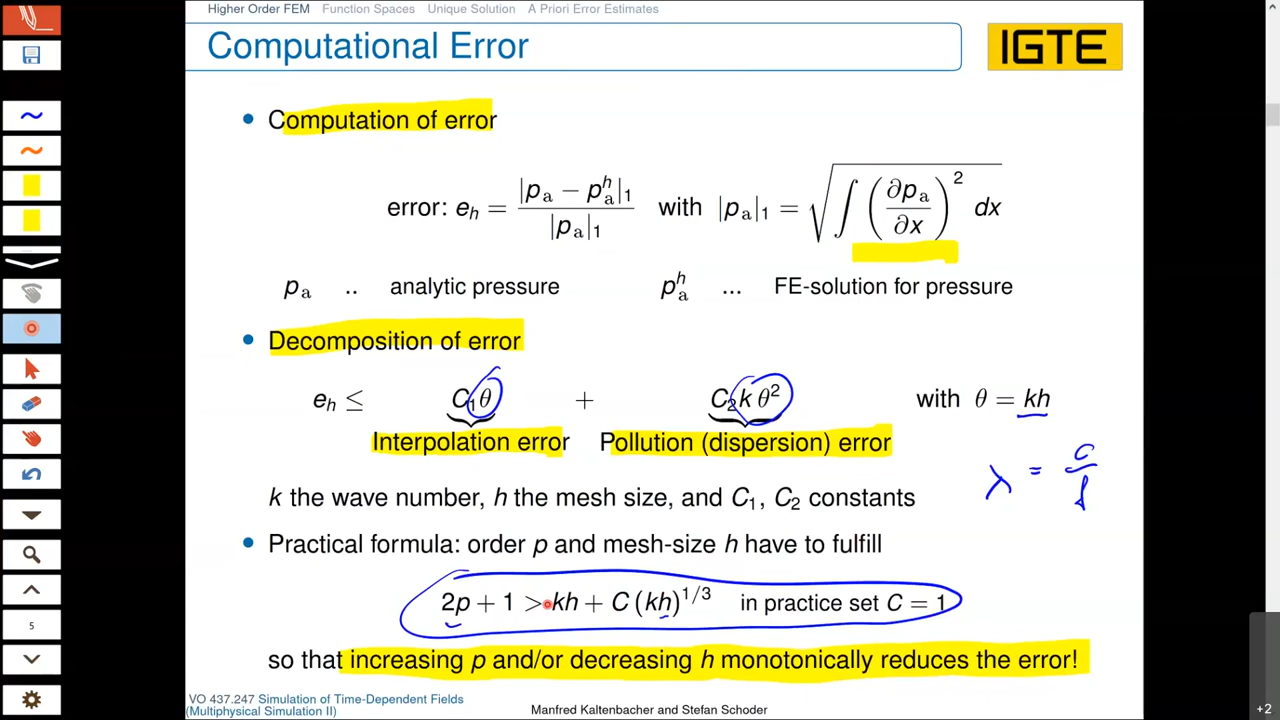 Higher Order FEM Function Spaces Unique Solution A Priori Error Estimates
Computational Error
IGTE
• Computation of error
error: e_h = |p_a − p_a^h|_1 / |p_a|_1 with |p_a|_1 = √(∫ (∂p_a/∂x)^2 dx)
p_a .. analytic pressure p_a^h ... FE-solution for pressure
• Decomposition of error
e_h ≤ C_1 θ + C_2 k θ^2 with θ = kh
Interpolation error Pollution (dispersion) error
λ = c/f
k the wave number, h the mesh size, and C_1, C_2 constants
• Practical formula: order p and mesh-size h have to fulfill
2p + 1 > kh + C (kh)^{1/3} in practice set C = 1
so that increasing p and/or decreasing h monotonically reduces the error!
VO 437.247 Simulation of Time-Dependent Fields
(Multiphysical Simulation II)
Manfred Kaltenbacher and Stefan Schoder
5
+2